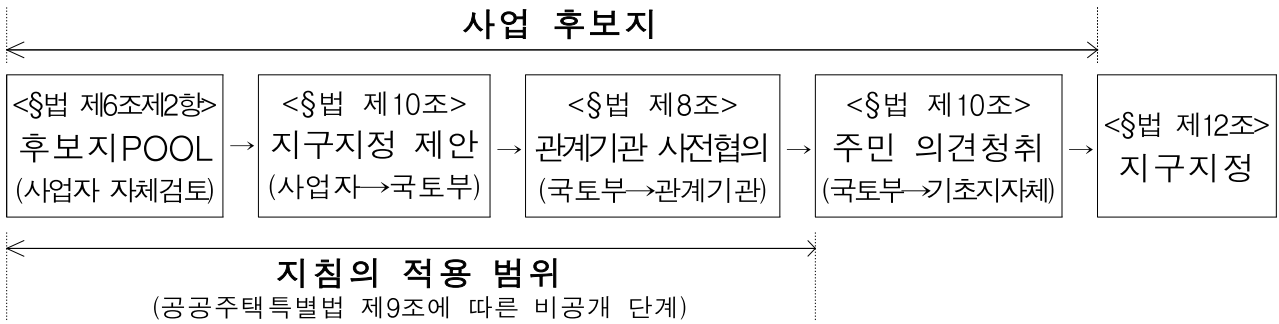 사업 후보지
<§법 제6조제2항>
후보지POOL
(사업자 자체검토)
→
<§법 제10조>
지구지정 제안
(사업자→국토부)
→
<§법 제8조>
관계기관 사전협의
(국토부→관계기관)
→
<§법 제10조>
주민 의견청취
(국토부→기초지자체)
→
<§법 제12조>
지구지정
지침의 적용 범위
(공공주택특별법 제9조에 따른 비공개 단계)